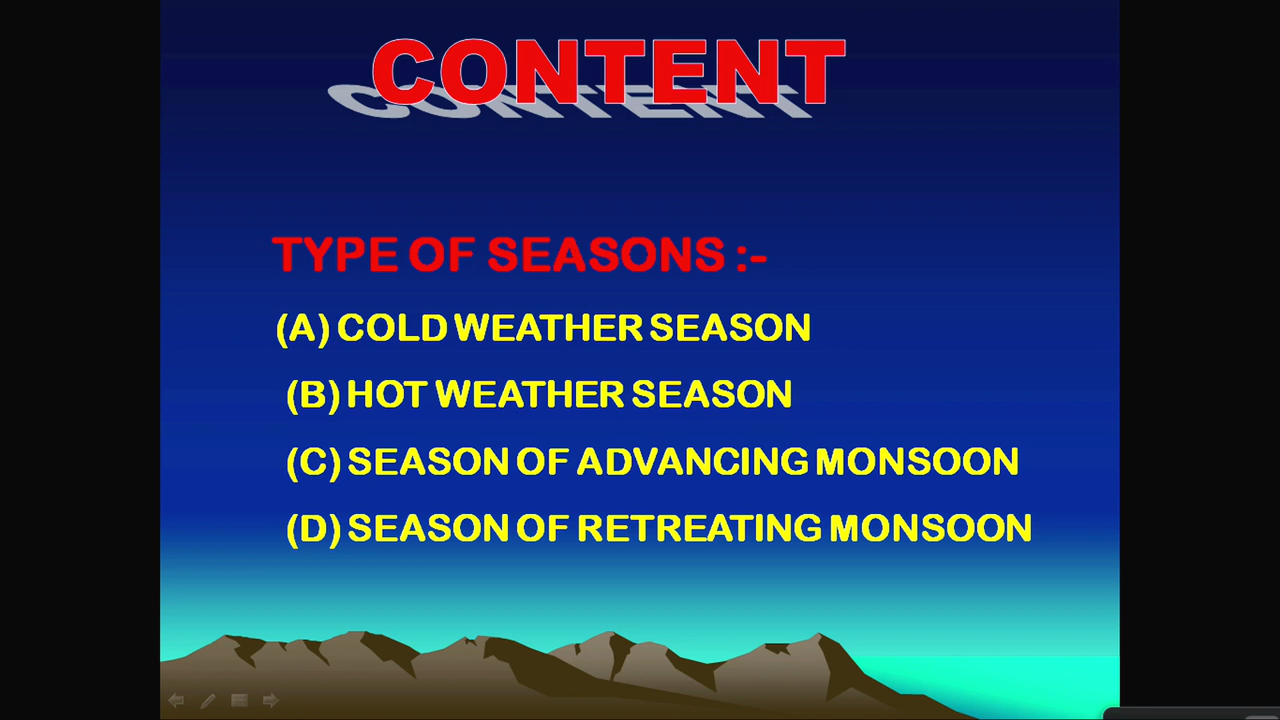 CONTENT
TYPE OF SEASONS :-
(A) COLD WEATHER SEASON
(B) HOT WEATHER SEASON
(C) SEASON OF ADVANCING MONSOON
(D) SEASON OF RETREATING MONSOON